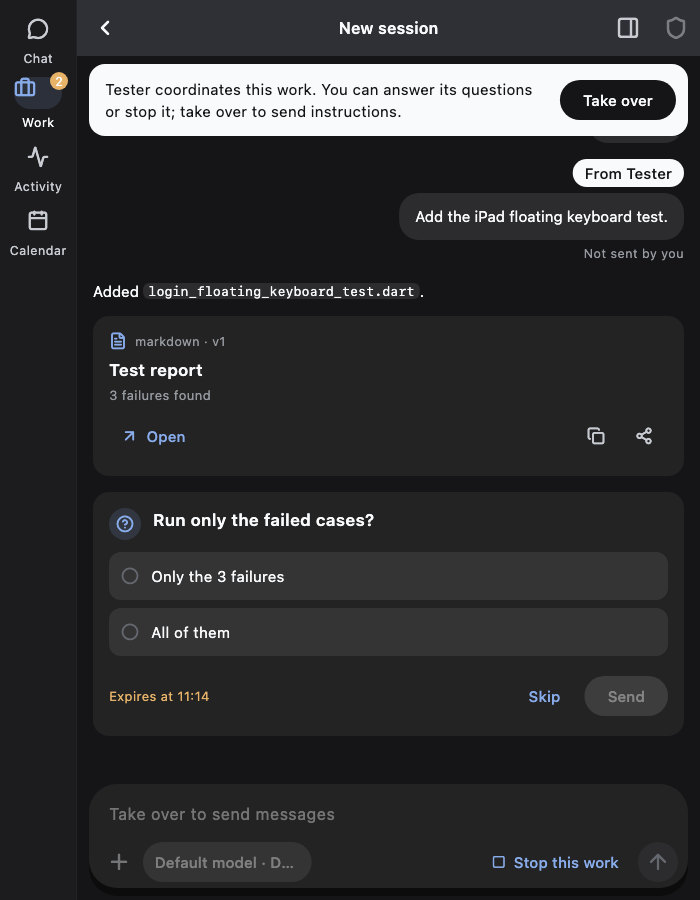 New session
Chat
2
Work
Activity
Calendar
Tester coordinates this work. You can answer its questions
or stop it; take over to send instructions.
Take over
From Tester
Add the iPad floating keyboard test.
Not sent by you
Added login_floating_keyboard_test.dart.
markdown · v1
Test report
3 failures found
Open
Run only the failed cases?
Only the 3 failures
All of them
Expires at 11:14
Skip
Send
Take over to send messages
Default model · D...
Stop this work